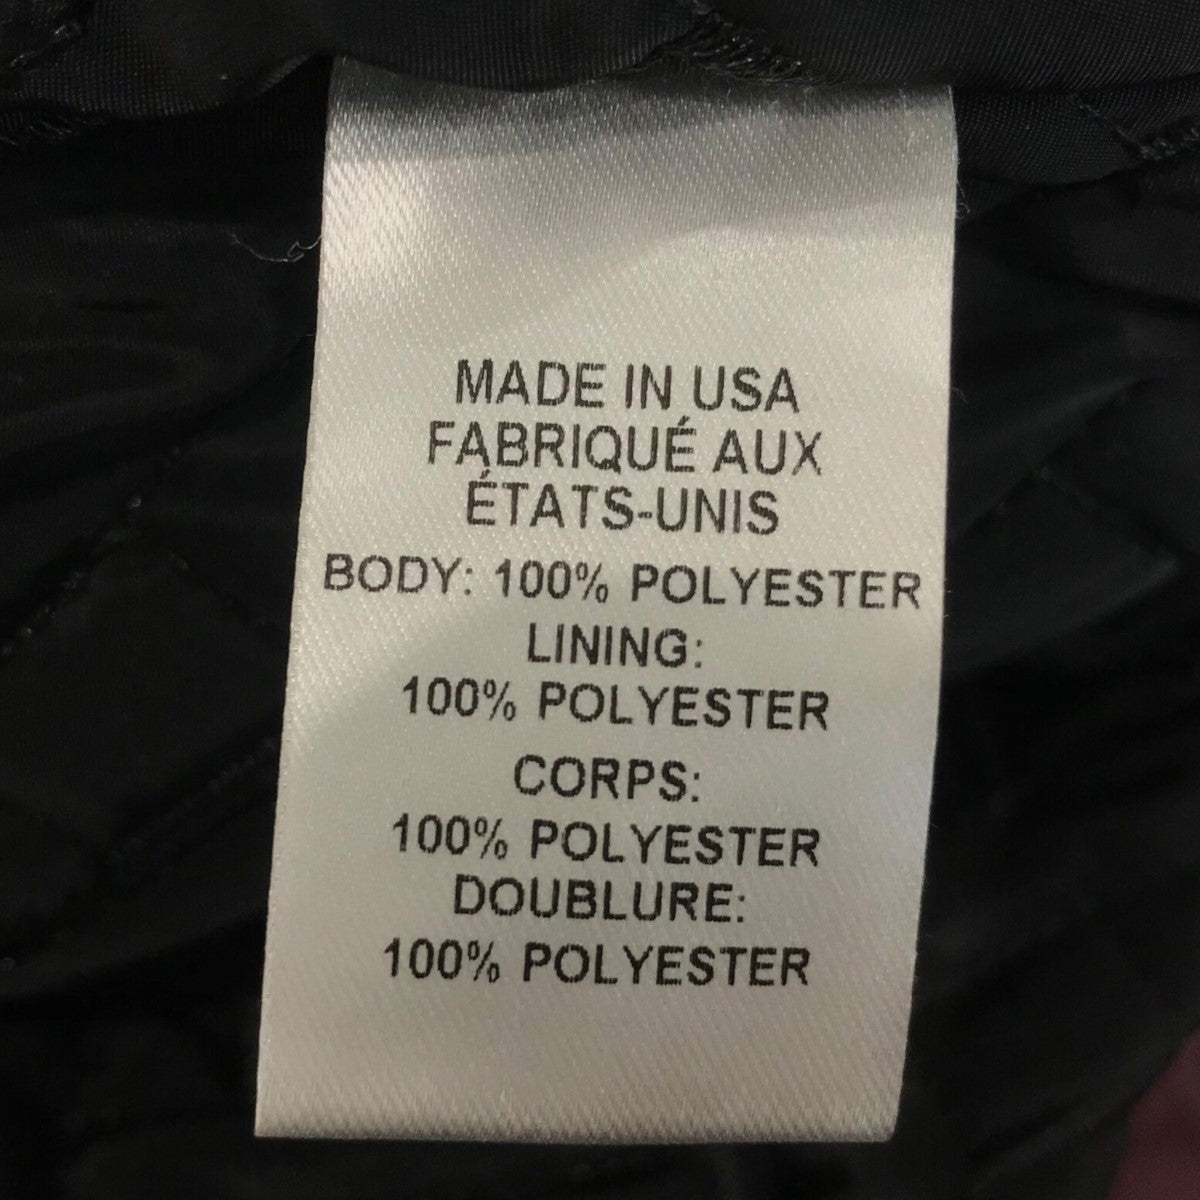 MADE IN USA
FABRIQUÉ AUX
ÉTATS-UNIS
BODY: 100% POLYESTER
LINING:
100% POLYESTER
CORPS:
100% POLYESTER
DOUBLURE:
100% POLYESTER